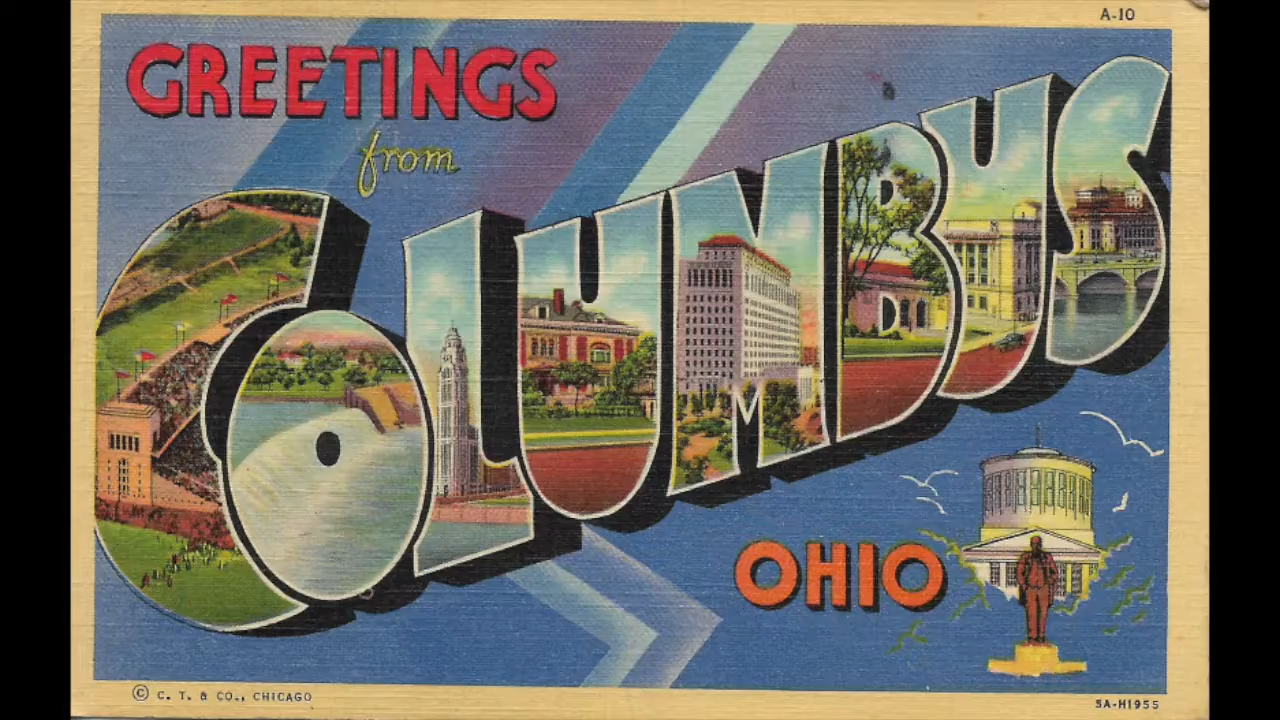 A-10
GREETINGS
from
COLUMBUS
OHIO
© C. T. & CO., CHICAGO
5A-H1955